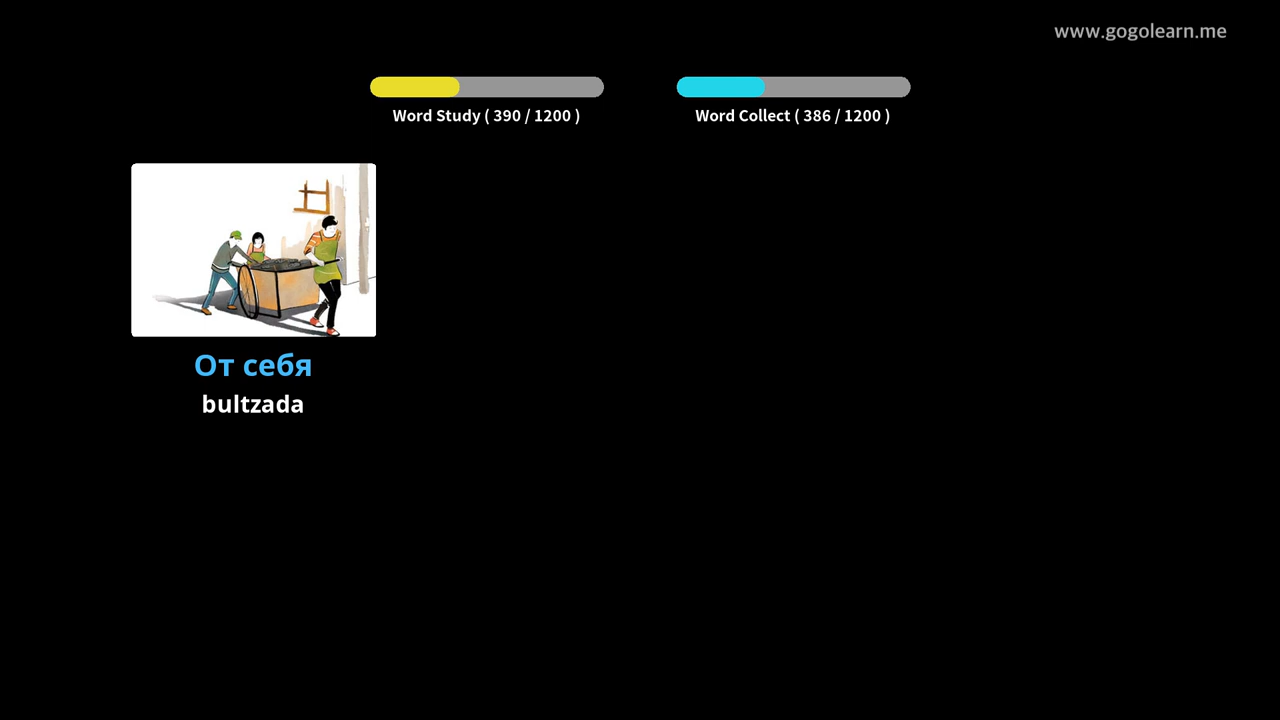 www.gogolearn.me
Word Study ( 390 / 1200 )
Word Collect ( 386 / 1200 )
От себя
bultzada